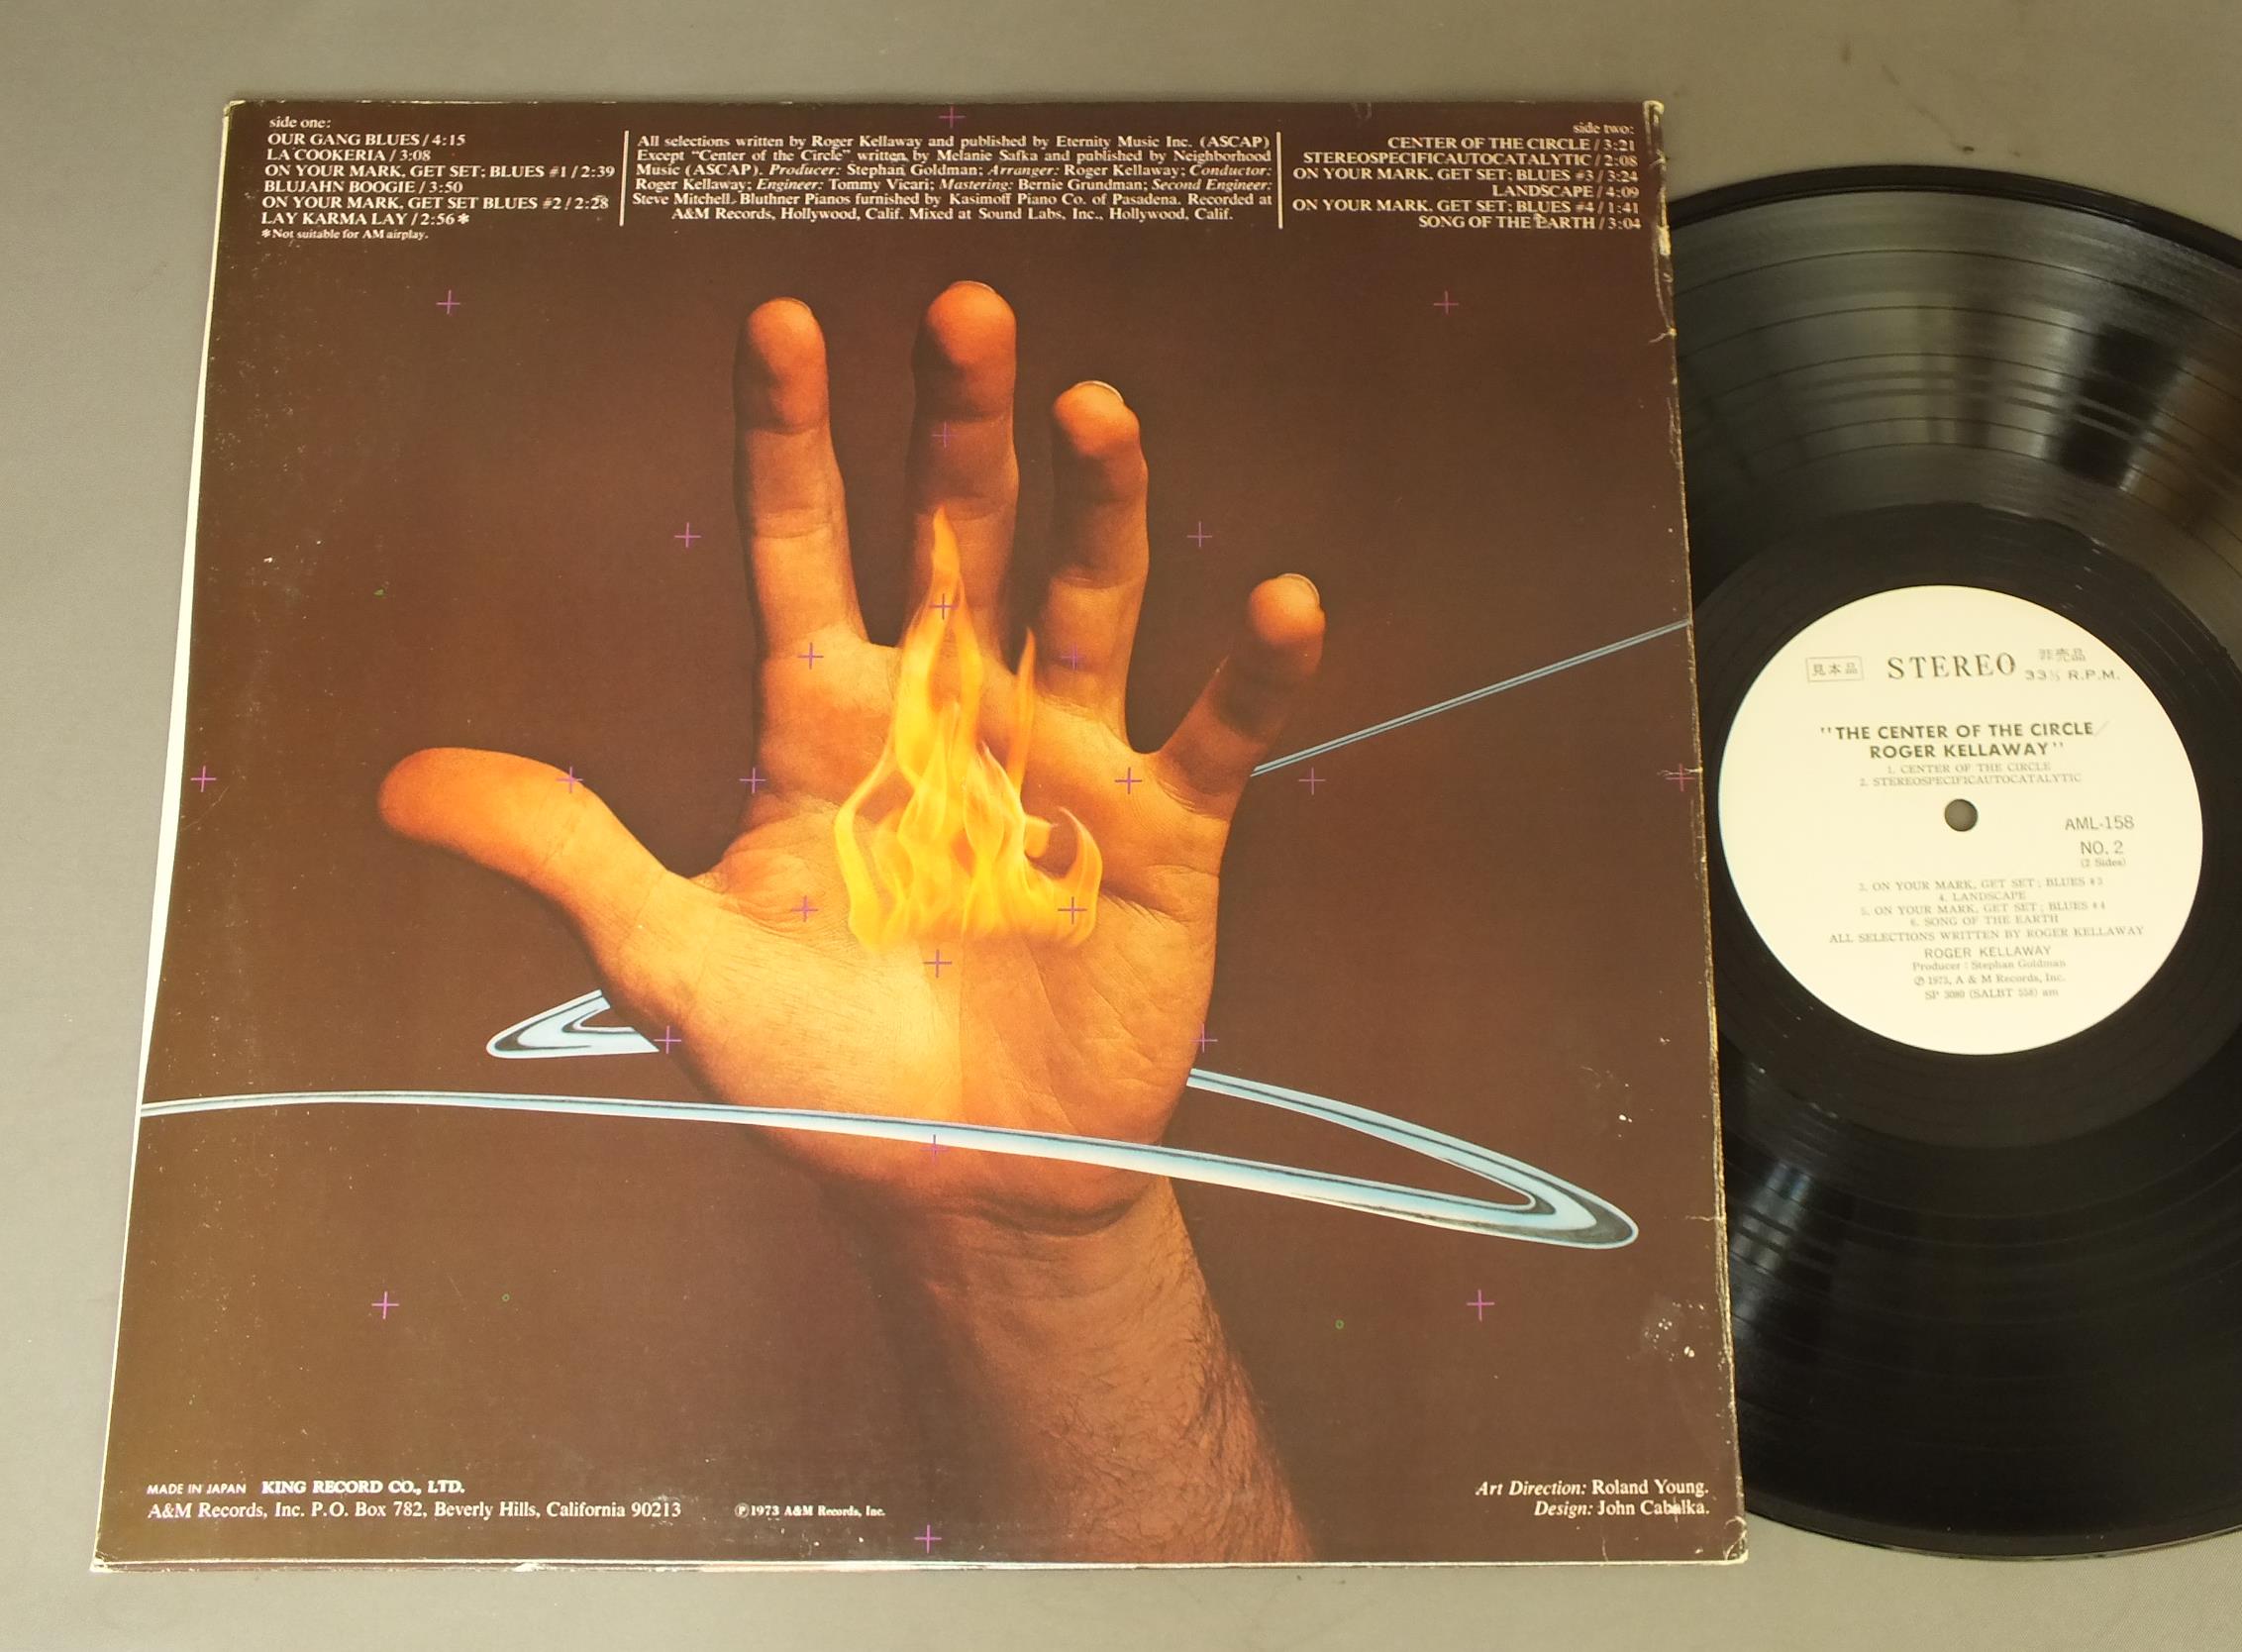 side one:
OUR GANG BLUES / 4:15
LA COOKERIA / 3:08
ON YOUR MARK, GET SET; BLUES #1 / 2:39
BLUJAHN BOOGIE / 3:50
ON YOUR MARK, GET SET BLUES #2 / 2:28
LAY KARMA LAY / 2:56 *
*Not suitable for AM airplay.
All selections written by Roger Kellaway and published by Eternity Music Inc. (ASCAP)
Except "Center of the Circle" written by Melanie Safka and published by Neighborhood
Music (ASCAP). Producer: Stephan Goldman; Arranger: Roger Kellaway; Conductor:
Roger Kellaway; Engineer: Tommy Vicari; Mastering: Bernie Grundman; Second Engineer:
Steve Mitchell. Bluthner Pianos furnished by Kasimoff Piano Co. of Pasadena. Recorded at
A&M Records, Hollywood, Calif. Mixed at Sound Labs, Inc., Hollywood, Calif.
side two:
CENTER OF THE CIRCLE / 3:21
STEREOSPECIFICAUTOCATALYTIC / 2:08
ON YOUR MARK, GET SET; BLUES #3 / 3:24
LANDSCAPE / 4:09
ON YOUR MARK, GET SET; BLUES #4 / 1:41
SONG OF THE EARTH / 3:04
MADE IN JAPAN KING RECORD CO., LTD.
A&M Records, Inc. P.O. Box 782, Beverly Hills, California 90213
℗1973 A&M Records, Inc.
Art Direction: Roland Young.
Design: John Cabalka.
見本品 STEREO 非売品
33⅓ R.P.M.
"THE CENTER OF THE CIRCLE/
ROGER KELLAWAY"
1. CENTER OF THE CIRCLE
2. STEREOSPECIFICAUTOCATALYTIC
AML-158
NO. 2
(2 Sides)
3. ON YOUR MARK, GET SET; BLUES #3
4. LANDSCAPE
5. ON YOUR MARK, GET SET; BLUES #4
6. SONG OF THE EARTH
ALL SELECTIONS WRITTEN BY ROGER KELLAWAY
ROGER KELLAWAY
Producer : Stephan Goldman
℗ 1973, A & M Records, Inc.
SP 3080 (SALBT 558) am